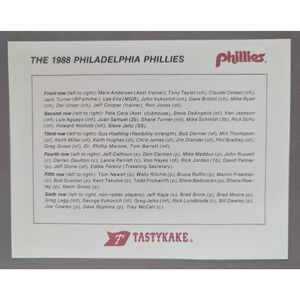 THE 1988 PHILADELPHIA PHILLIES
Phillies
Front row (left to right): Mark Andersen (Asst. trainer), Tony Taylor (ch), Claude Osteen (ch),
Jack Turner (BP pitcher), Lee Elia (MGR), John Vukovich (ch), Dave Bristol (ch), Mike Ryan
(ch), Del Unser (ch), Jeff Cooper (trainer), Ron Jones (of).
Second row (left to right): Pete Cera (Asst. clubhouse), Steve DeAngelis (of), Ken Jackson
(inf), Luis Aguayo (inf), Juan Samuel (2b), Shane Turner (inf), Mike Schmidt (3b), Rick Schu
(inf), Howard Nichols (inf), Steve Jeltz (SS).
Third row (left to right): Gus Hoefling (flexibility/strength), Bob Dernier (of), Milt Thompson
(of), Keith Miller (of), Keith Hughes (of), Chris James (of), Jim Olander (of), Phil Bradley (of),
Greg Gross (of), Dr. Phillip Marone, Tom Barrett (inf).
Fourth row (left to right): Jeff Calhoun (p), Don Carman (p), Mike Maddux (p), John Russell
(c), Darren Daulton (c), Lance Parrish (c), Von Hayes (of), Rick Jordan (1b), David Palmer
(p), Jeff Stone (of), Eddie Ferenz (Traveling Secretary).
Fifth row (left to right): Tom Newell (p), Wally Ritchie (p), Bruce Ruffin (p), Marvin Freeman
(p), Bob Scanlan (p), Kent Tekulve (p), Todd Frohwirth (p), Steve Bedrosian (p), Shane Raw-
ley (p), Kevin Gross (p).
Sixth row (left to right, non-roster players): Jeff Kaye (c), Brad Brink (p), Brad Moore (p),
Greg Legg (inf), George Vukovich (of), Greg Jelks (inf), Rick Lundblade (c), Bill Dawley (p),
Joe Cowley (p), Dave Rozema (p), Trey McCall (c).
T
TASTYKAKE